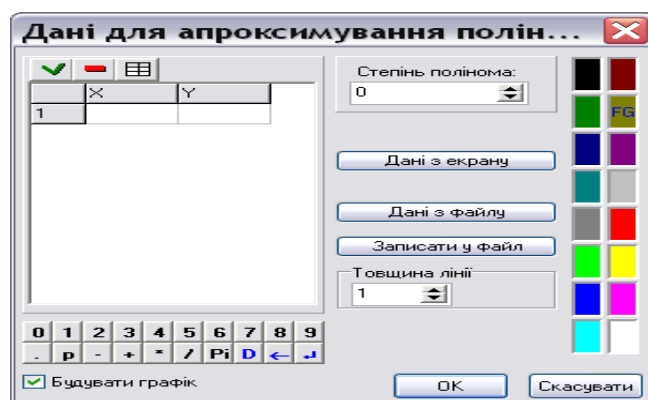 Дані для апроксимування полін...
Степінь полінома:
X Y
0
1
FG
Дані з екрану
Дані з файлу
Записати у файл
Товщина лінії
1
0 1 2 3 4 5 6 7 8 9
. p - + * / Pi D ← ↲
Будувати графік
OK
Скасувати